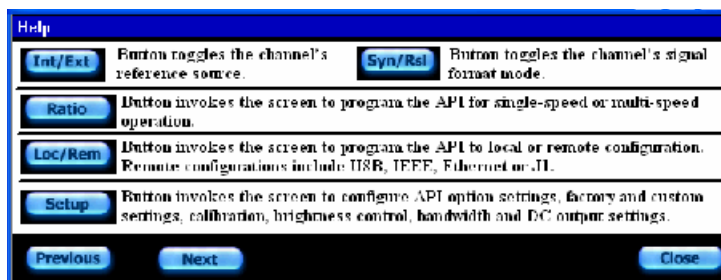 Help
Int/Ext Button toggles the channel's reference source.
Syn/Rsl Button toggles the channel's signal format mode.
Ratio Button invokes the screen to program the API for single-speed or multi-speed operation.
Loc/Rem Button invokes the screen to program the API to local or remote configuration.
Remote configurations include USB, IEEE, Ethernet or J1.
Setup Button invokes the screen to configure API option settings, factory and custom
settings, calibration, brightness control, bandwidth and DC output settings.
Previous Next Close